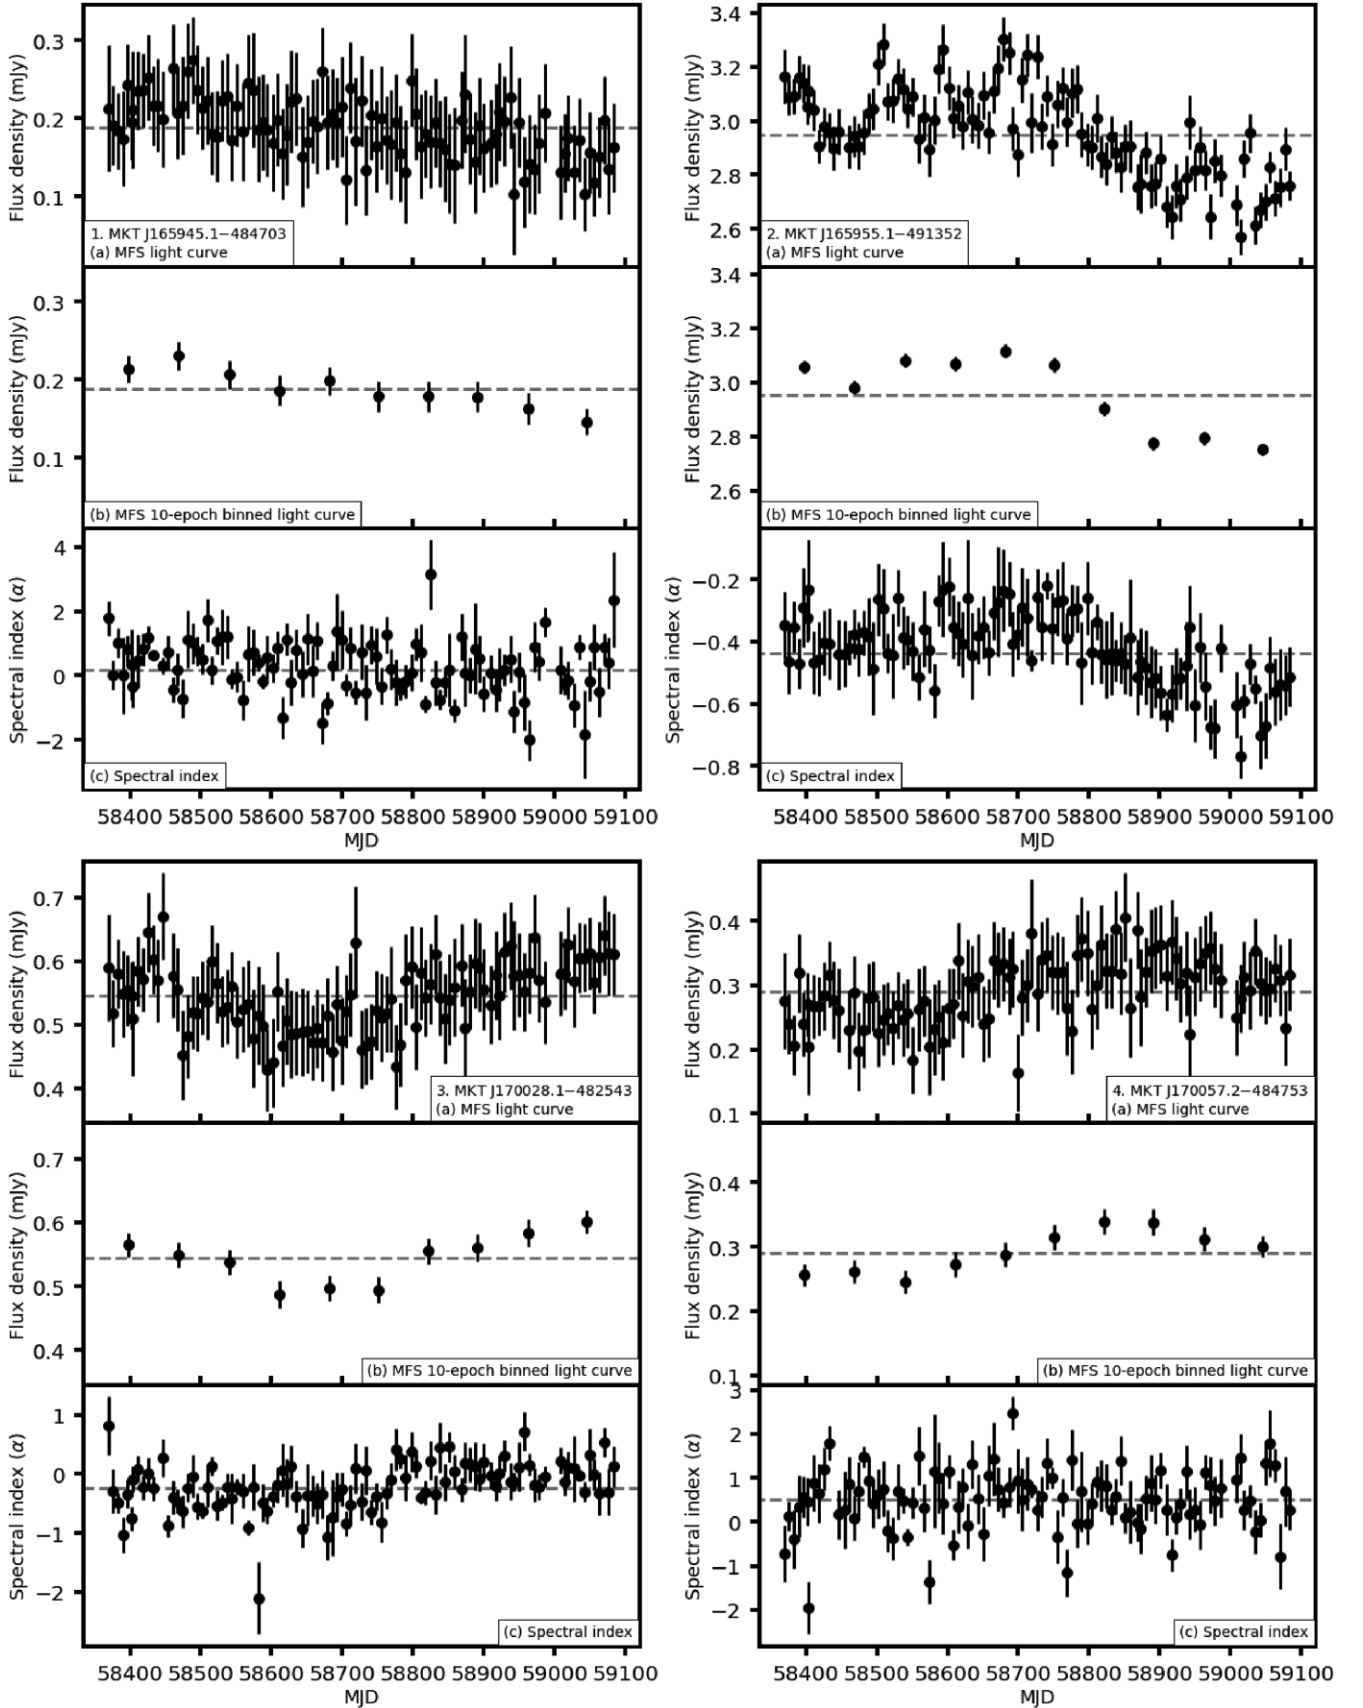 Flux density (mJy)
0.3
0.2
0.1
1. MKT J165945.1−484703
(a) MFS light curve
Flux density (mJy)
0.3
0.2
0.1
(b) MFS 10-epoch binned light curve
Spectral index (α)
4
2
0
−2
(c) Spectral index
58400 58500 58600 58700 58800 58900 59000 59100
MJD
Flux density (mJy)
3.4
3.2
3.0
2.8
2.6
2. MKT J165955.1−491352
(a) MFS light curve
Flux density (mJy)
3.4
3.2
3.0
2.8
2.6
(b) MFS 10-epoch binned light curve
Spectral index (α)
−0.2
−0.4
−0.6
−0.8
(c) Spectral index
58400 58500 58600 58700 58800 58900 59000 59100
MJD
Flux density (mJy)
0.7
0.6
0.5
0.4
3. MKT J170028.1−482543
(a) MFS light curve
Flux density (mJy)
0.7
0.6
0.5
0.4
(b) MFS 10-epoch binned light curve
Spectral index (α)
1
0
−1
−2
(c) Spectral index
58400 58500 58600 58700 58800 58900 59000 59100
MJD
Flux density (mJy)
0.4
0.3
0.2
0.1
4. MKT J170057.2−484753
(a) MFS light curve
Flux density (mJy)
0.4
0.3
0.2
0.1
(b) MFS 10-epoch binned light curve
Spectral index (α)
3
2
1
0
−1
−2
(c) Spectral index
58400 58500 58600 58700 58800 58900 59000 59100
MJD